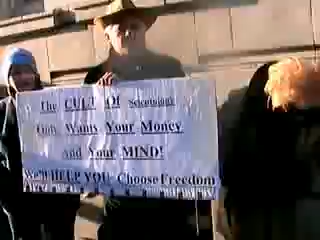 The CULT Of Scientology
Only Wants Your Money
And Your MIND!
We'll HELP YOU Choose Freedom